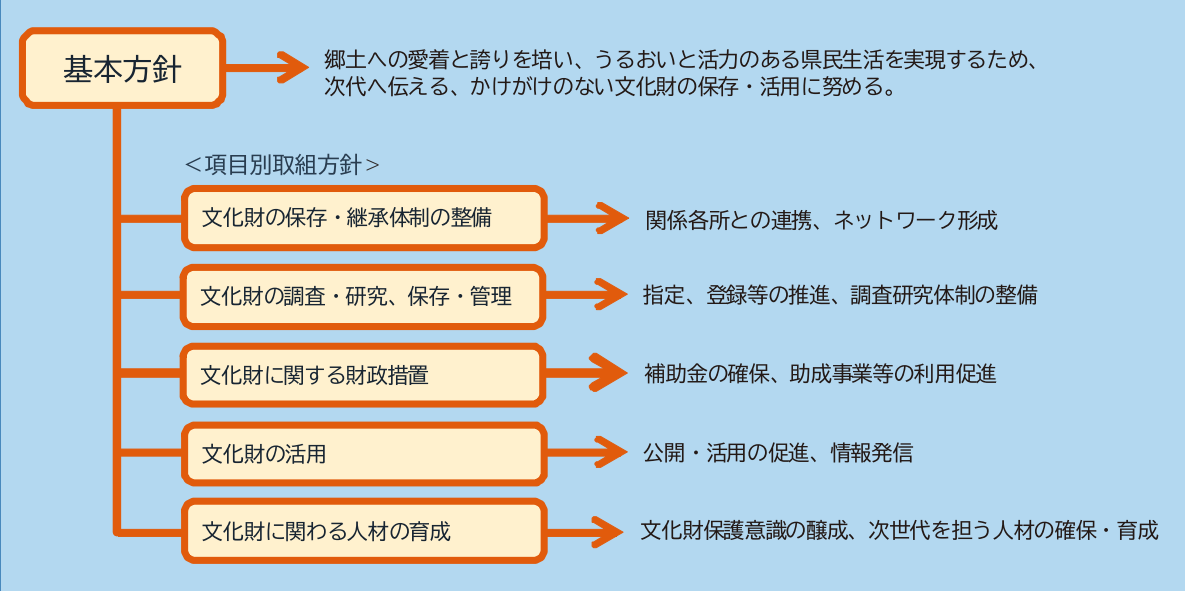 基本方針
郷土への愛着と誇りを培い、うるおいと活力のある県民生活を実現するため、
次代へ伝える、かけがけのない文化財の保存・活用に努める。
＜項目別取組方針＞
文化財の保存・継承体制の整備
関係各所との連携、ネットワーク形成
文化財の調査・研究、保存・管理
指定、登録等の推進、調査研究体制の整備
文化財に関する財政措置
補助金の確保、助成事業等の利用促進
文化財の活用
公開・活用の促進、情報発信
文化財に関わる人材の育成
文化財保護意識の醸成、次世代を担う人材の確保・育成